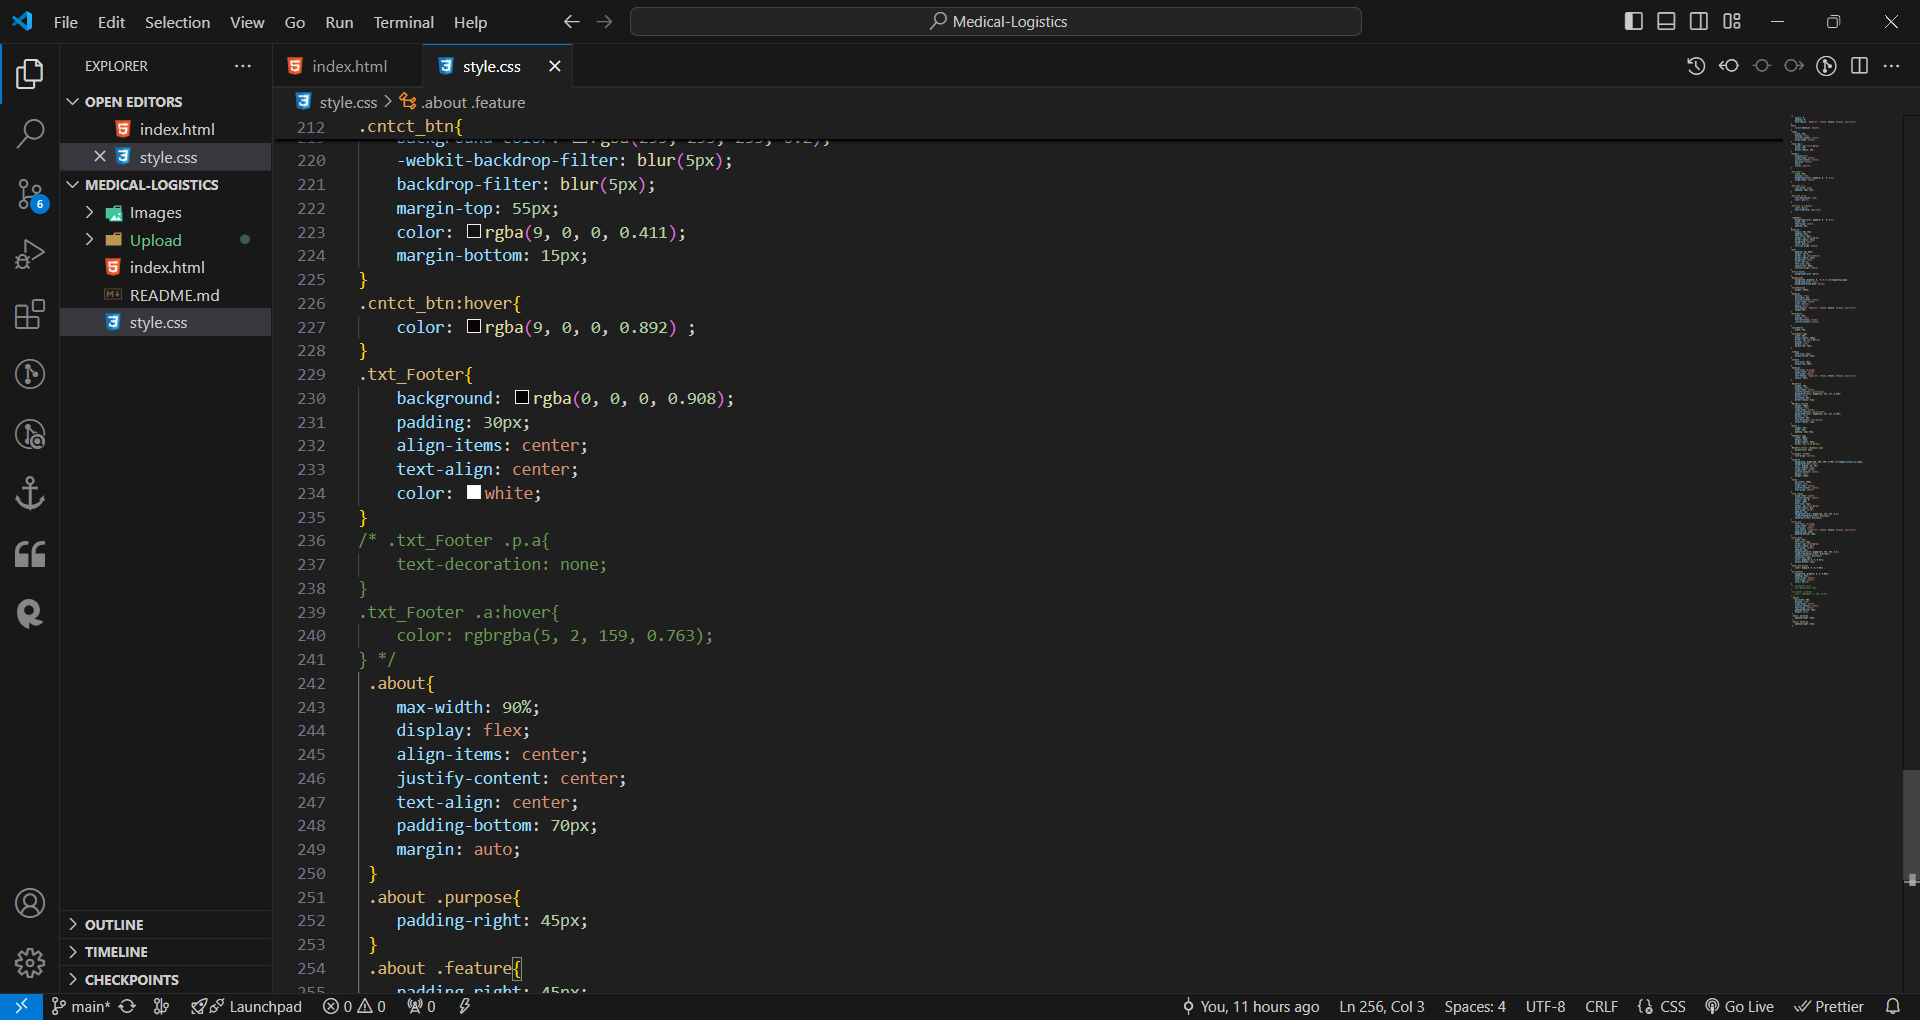 File Edit Selection View Go Run Terminal Help
Medical-Logistics
EXPLORER
OPEN EDITORS
index.html
style.css
MEDICAL-LOGISTICS
Images
Upload
index.html
README.md
style.css
OUTLINE
TIMELINE
CHECKPOINTS
6
index.html
style.css
style.css > .about .feature
212 .cntct_btn{
220 -webkit-backdrop-filter: blur(5px);
221 backdrop-filter: blur(5px);
222 margin-top: 55px;
223 color: rgba(9, 0, 0, 0.411);
224 margin-bottom: 15px;
225 }
226 .cntct_btn:hover{
227 color: rgba(9, 0, 0, 0.892) ;
228 }
229 .txt_Footer{
230 background: rgba(0, 0, 0, 0.908);
231 padding: 30px;
232 align-items: center;
233 text-align: center;
234 color: white;
235 }
236 /* .txt_Footer .p.a{
237 text-decoration: none;
238 }
239 .txt_Footer .a:hover{
240 color: rgbrgba(5, 2, 159, 0.763);
241 } */
242 .about{
243 max-width: 90%;
244 display: flex;
245 align-items: center;
246 justify-content: center;
247 text-align: center;
248 padding-bottom: 70px;
249 margin: auto;
250 }
251 .about .purpose{
252 padding-right: 45px;
253 }
254 .about .feature{
255 padding-right: 45px;
main* Launchpad 0 0 0 You, 11 hours ago Ln 256, Col 3 Spaces: 4 UTF-8 CRLF {} CSS Go Live Prettier